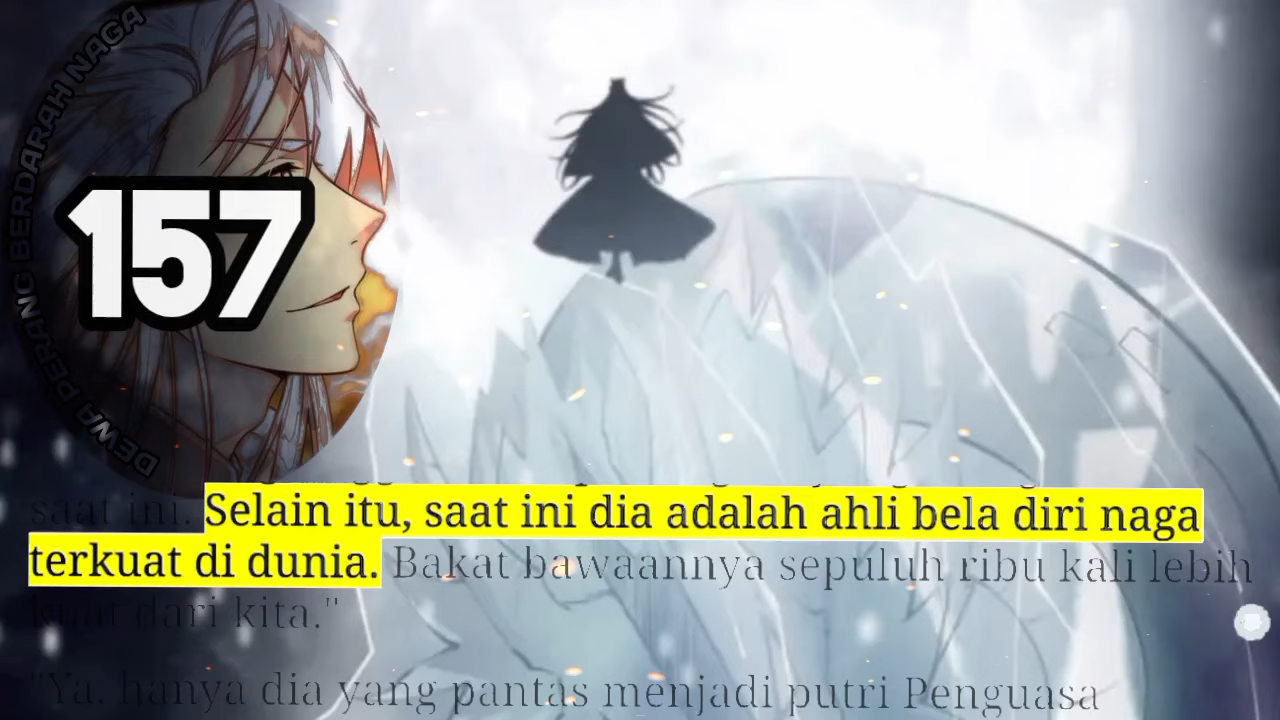 DEWA PERANG BERDARAH NAGA
157
saat ini. Selain itu, saat ini dia adalah ahli bela diri naga
terkuat di dunia. Bakat bawaannya sepuluh ribu kali lebih
kuat dari kita."
"Ya, hanya dia yang pantas menjadi putri Penguasa